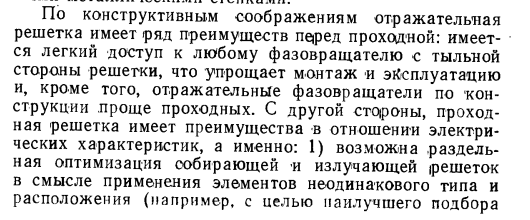 По конструктивным соображениям отражательная
решетка имеет ряд преимуществ перед проходной: имеет-
ся легкий доступ к любому фазовращателю с тыльной
стороны решетки, что упрощает монтаж и эксплуатацию
и, кроме того, отражательные фазовращатели по кон-
струкции проще проходных. С другой стороны, проход-
ная решетка имеет преимущества в отношении электри-
ческих характеристик, а именно: 1) возможна раздель-
ная оптимизация собирающей и излучающей решеток
в смысле применения элементов неодинакового типа и
расположения (например, с целью наилучшего подбора